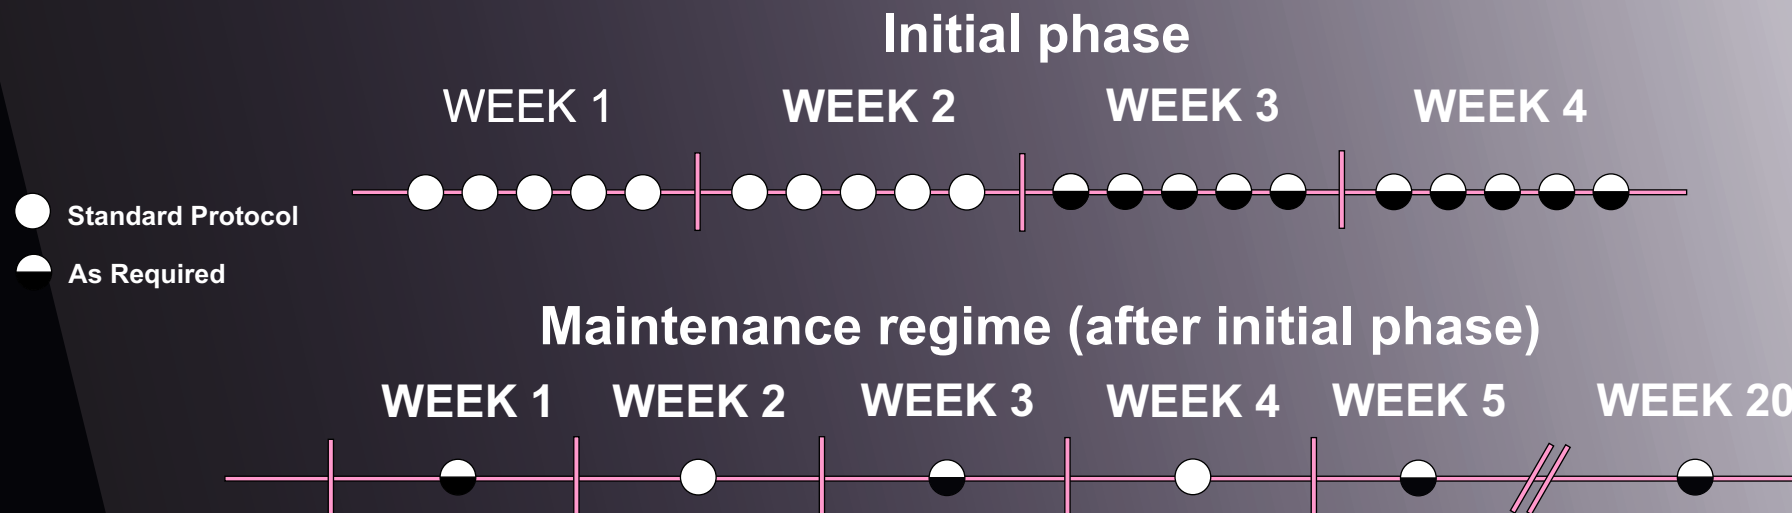 Initial phase
WEEK 1 WEEK 2 WEEK 3 WEEK 4
Standard Protocol
As Required
Maintenance regime (after initial phase)
WEEK 1 WEEK 2 WEEK 3 WEEK 4 WEEK 5 WEEK 20